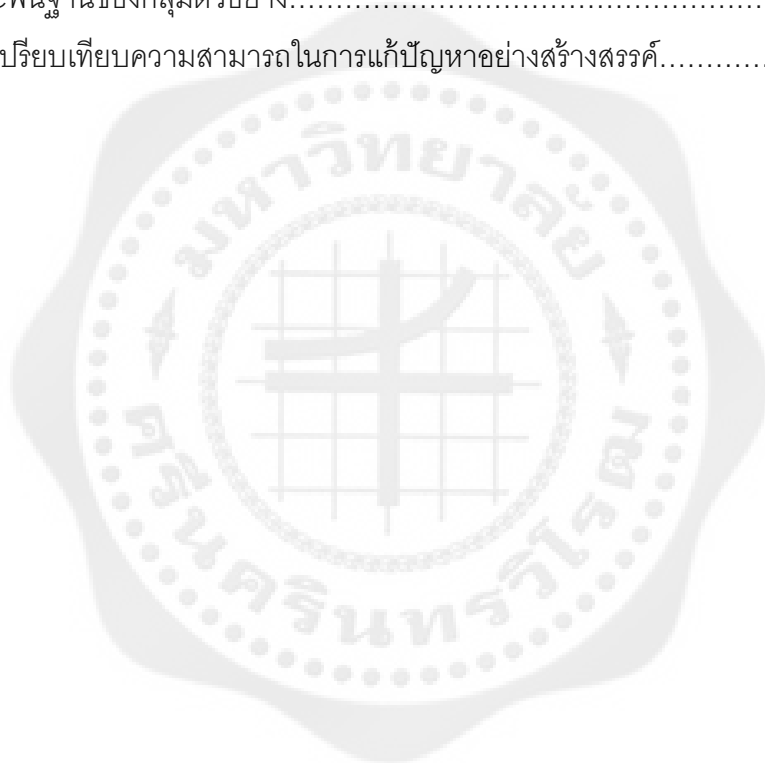 พื้นฐานของกลุ่มตัวอย่าง……………………………………………….
เปรียบเทียบความสามารถในการแก้ปัญหาอย่างสร้างสรรค์…………..
มหาวิทยาลัย
ศรีนครินทรวิโรฒ